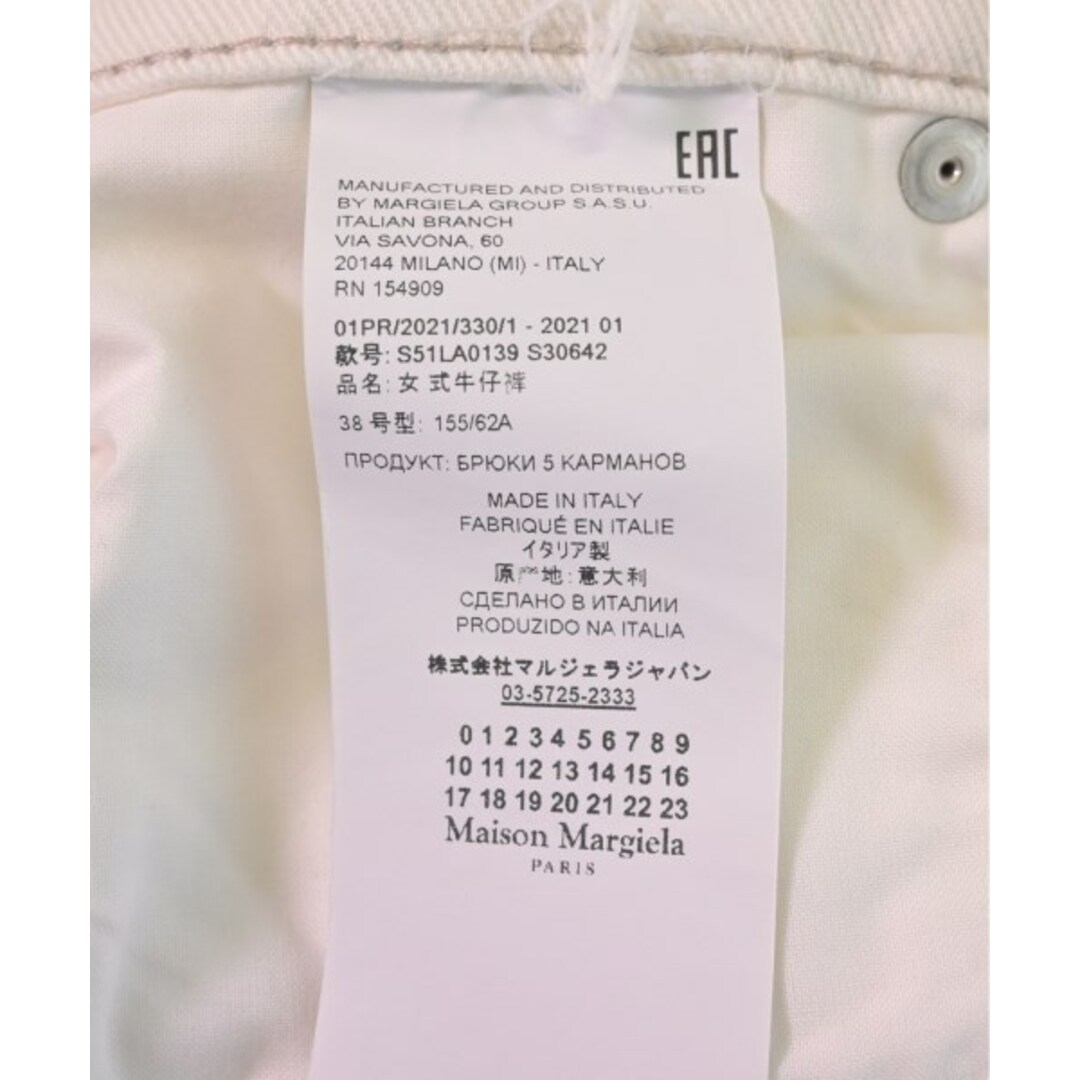 EAC
MANUFACTURED AND DISTRIBUTED
BY MARGIELA GROUP S.A.S.U.
ITALIAN BRANCH
VIA SAVONA, 60
20144 MILANO (MI) - ITALY
RN 154909
01PR/2021/330/1 - 2021 01
款号: S51LA0139 S30642
品名: 女式牛仔裤
38 号型: 155/62A
ПРОДУКТ: БРЮКИ 5 КАРМАНОВ
MADE IN ITALY
FABRIQUÉ EN ITALIE
イタリア製
原产地: 意大利
СДЕЛАНО В ИТАЛИИ
PRODUZIDO NA ITALIA
株式会社マルジェラジャパン
03-5725-2333
0 1 2 3 4 5 6 7 8 9
10 11 12 13 14 15 16
17 18 19 20 21 22 23
Maison Margiela
PARIS